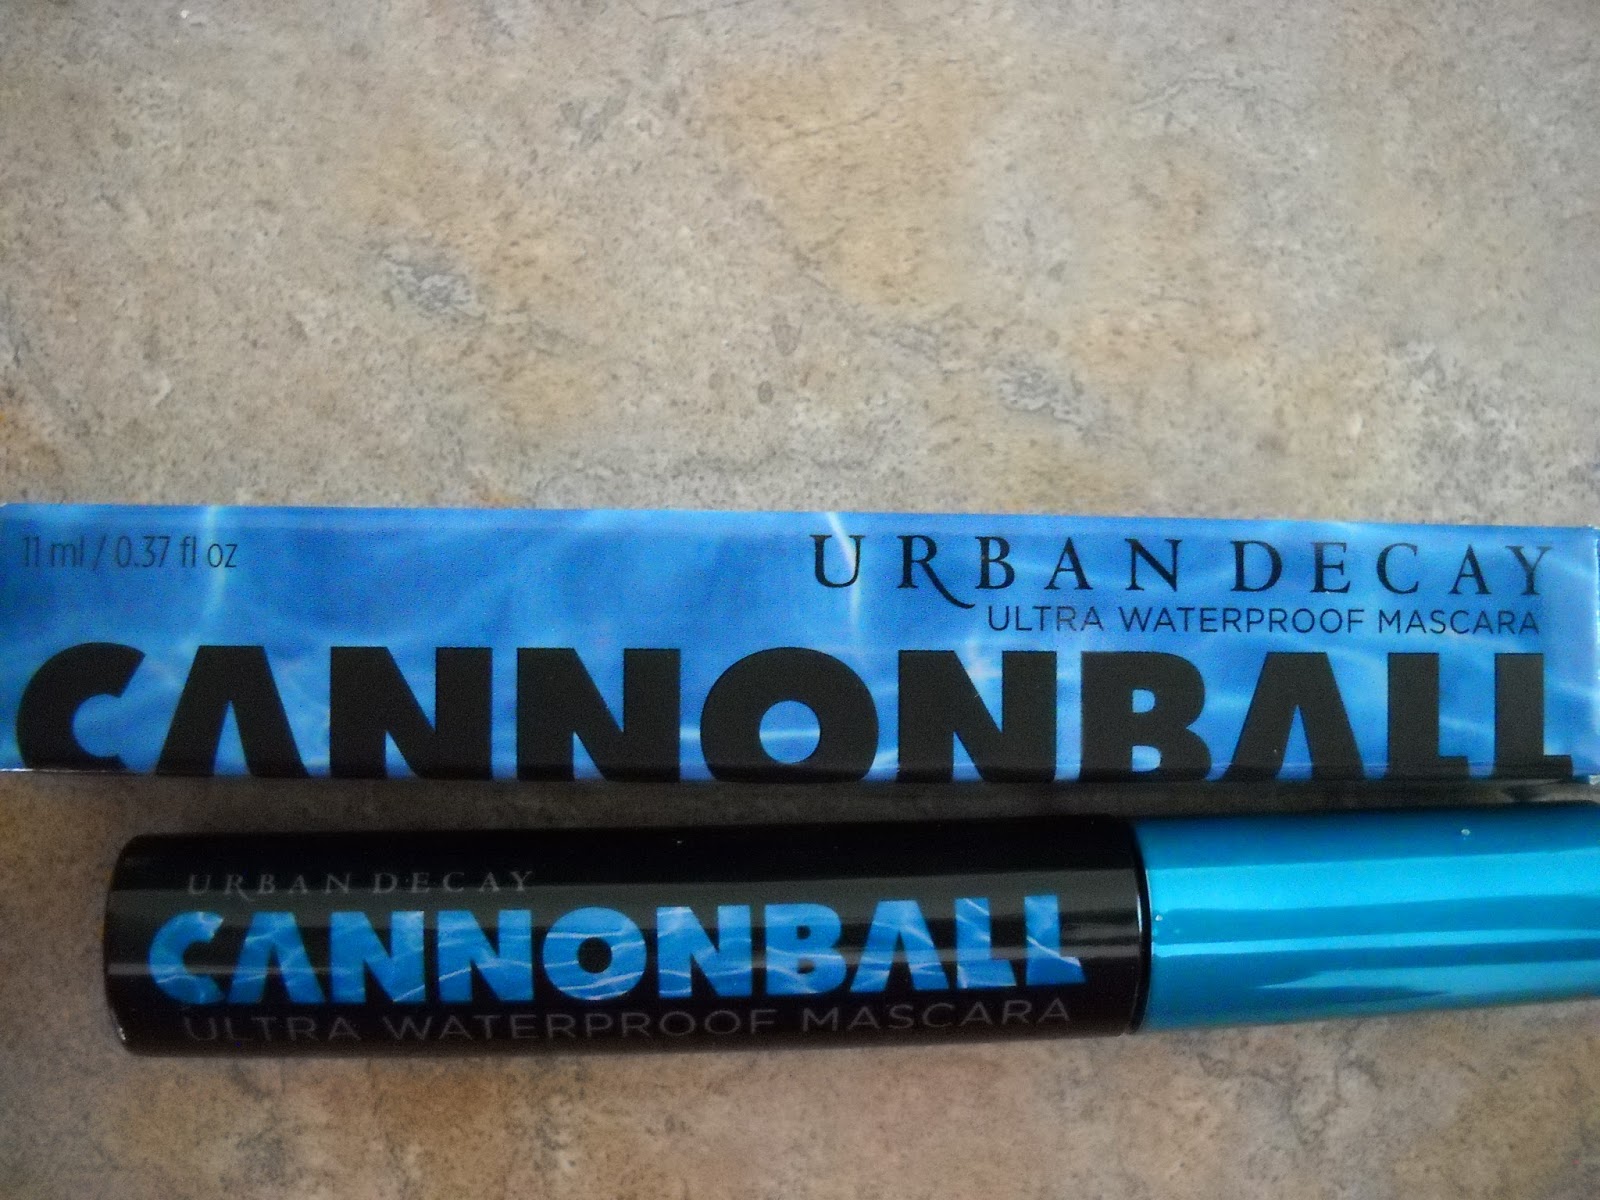 11 ml / 0.37 fl oz
URBAN DECAY
ULTRA WATERPROOF MASCARA
CANNONBALL
URBAN DECAY
CANNONBALL
ULTRA WATERPROOF MASCARA